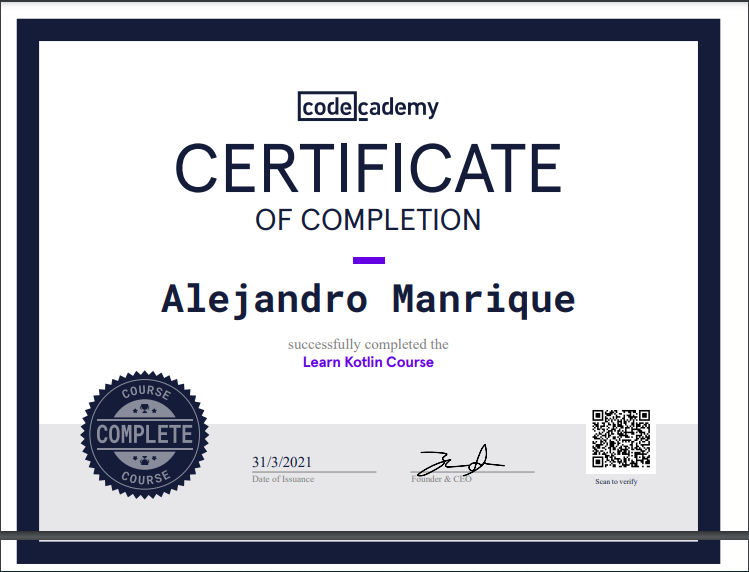 codecademy
CERTIFICATE
OF COMPLETION
Alejandro Manrique
successfully completed the
Learn Kotlin Course
COURSE
COMPLETE
COURSE
31/3/2021
Date of Issuance
Founder & CEO
Scan to verify